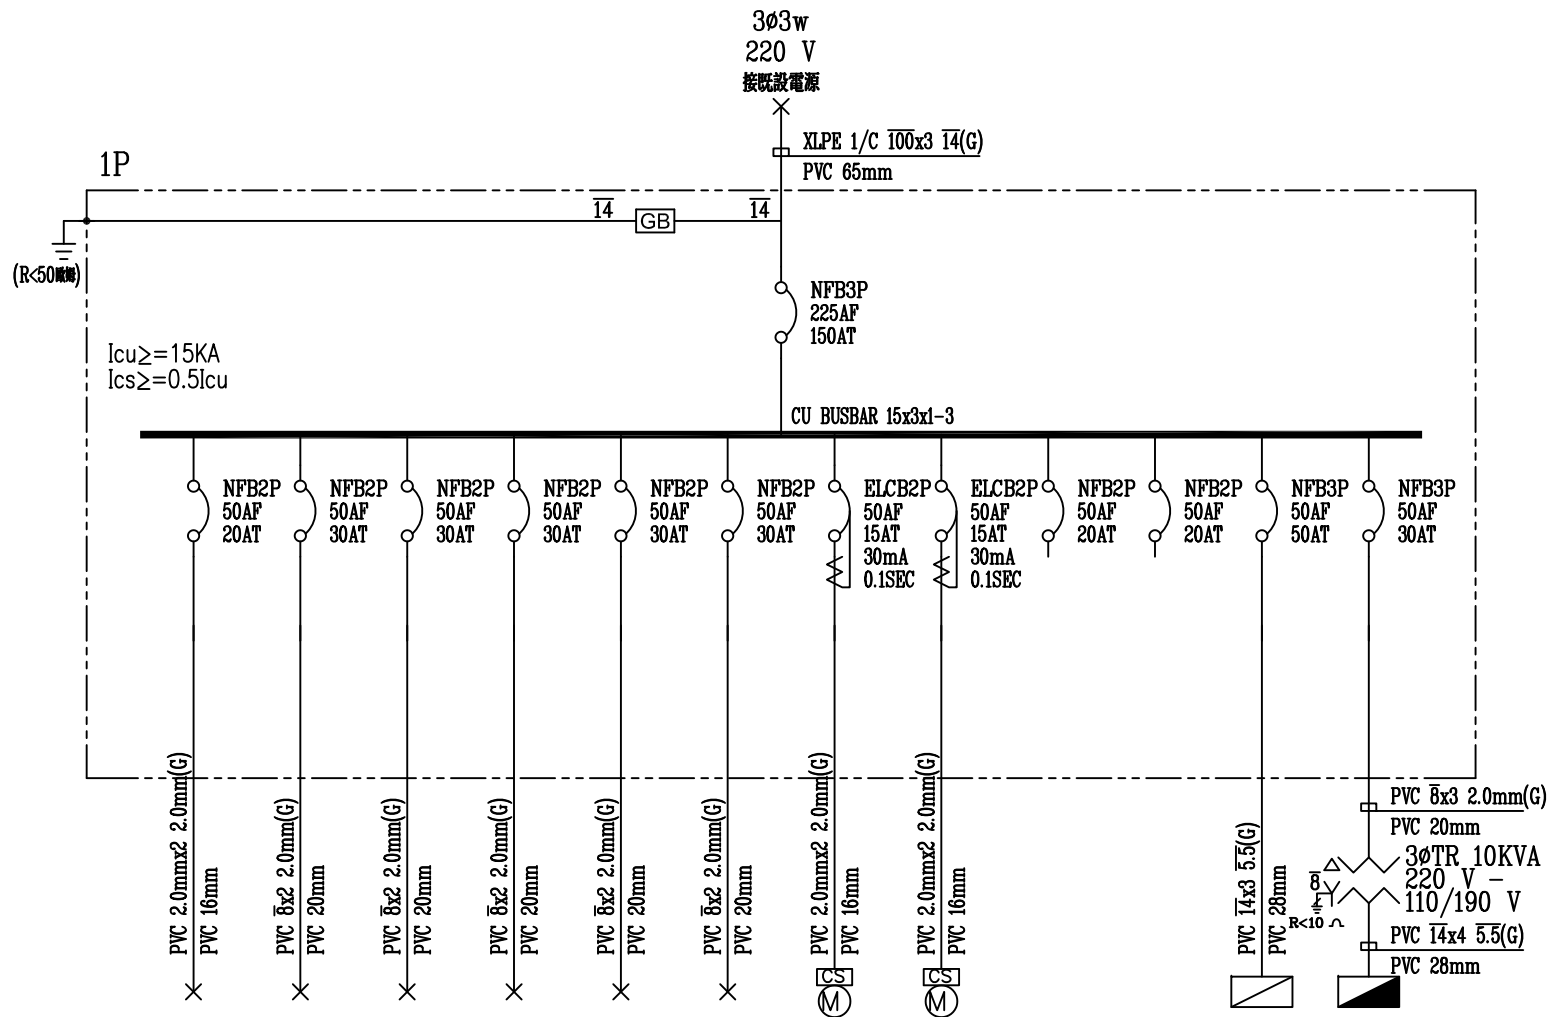 3ø3w
220 V
接既設電源
XLPE 1/C 100x3 14(G)
PVC 65mm
1P
14
GB
14
(R<50歐姆)
NFB3P
225AF
150AT
Icu≥=15KA
Ics≥=0.5Icu
CU BUSBAR 15x3x1-3
NFB2P
50AF
20AT
NFB2P
50AF
30AT
NFB2P
50AF
30AT
NFB2P
50AF
30AT
NFB2P
50AF
30AT
NFB2P
50AF
30AT
ELCB2P
50AF
15AT
30mA
0.1SEC
ELCB2P
50AF
15AT
30mA
0.1SEC
NFB2P
50AF
20AT
NFB2P
50AF
20AT
NFB3P
50AF
50AT
NFB3P
50AF
30AT
PVC 2.0mmx2 2.0mm(G)
PVC 16mm
PVC 8x2 2.0mm(G)
PVC 20mm
PVC 8x2 2.0mm(G)
PVC 20mm
PVC 8x2 2.0mm(G)
PVC 20mm
PVC 8x2 2.0mm(G)
PVC 20mm
PVC 8x2 2.0mm(G)
PVC 20mm
PVC 2.0mmx2 2.0mm(G)
PVC 16mm
CS
M
PVC 2.0mmx2 2.0mm(G)
PVC 16mm
CS
M
PVC 14x3 5.5(G)
PVC 28mm
PVC 8x3 2.0mm(G)
PVC 20mm
3øTR 10KVA
220 V -
110/190 V
8
R<10
PVC 14x4 5.5(G)
PVC 28mm